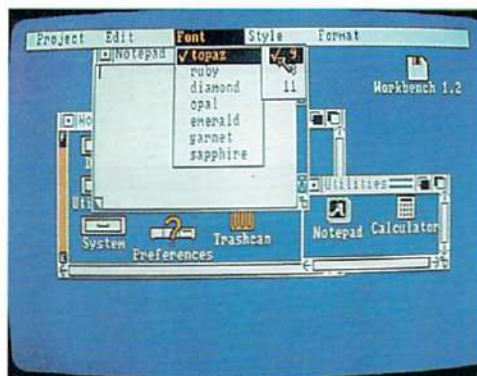 Project Edit Font Style Format
Notepad
✓ topaz
ruby
diamond
opal
emerald
garnet
sapphire
✓ 9
11
Workbench 1.2
Utilities
System
Preferences
Trashcan
Notepad
Calculator